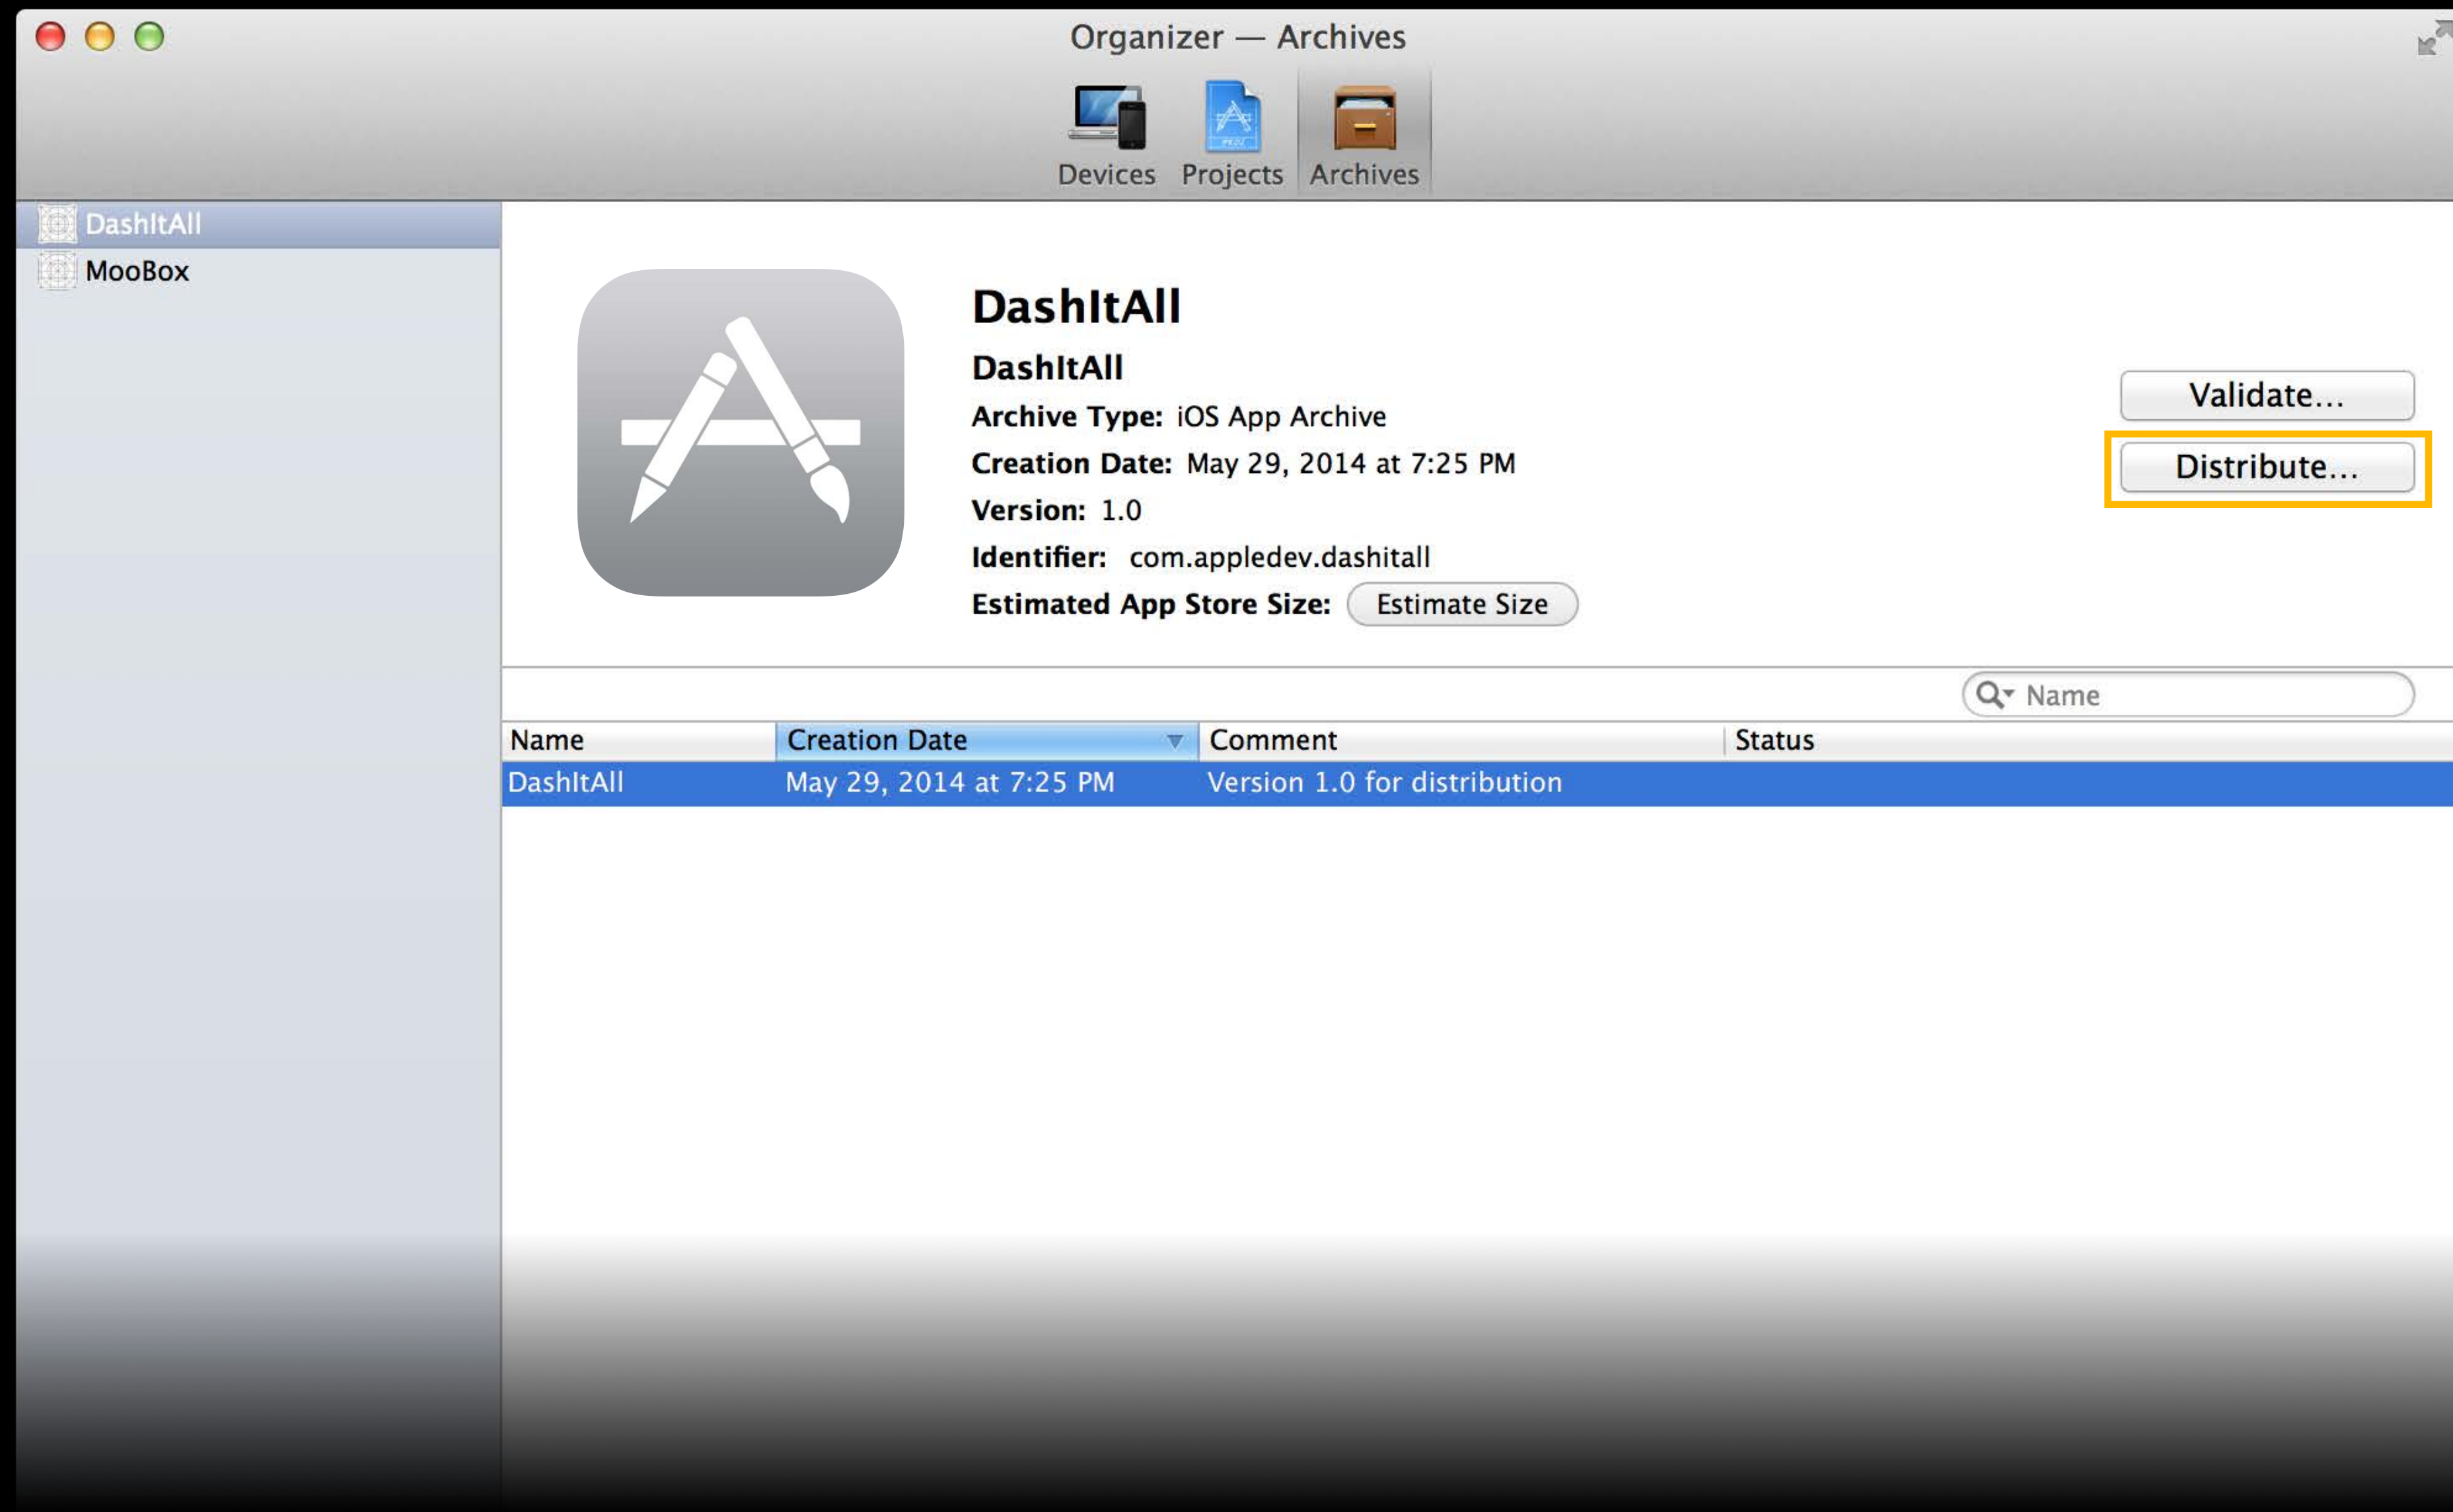 Organizer — Archives
Devices Projects Archives
DashItAll
MooBox
DashItAll
DashItAll
Archive Type: iOS App Archive
Creation Date: May 29, 2014 at 7:25 PM
Version: 1.0
Identifier: com.appledev.dashitall
Estimated App Store Size: Estimate Size
Validate...
Distribute...
Name
Name Creation Date Comment Status
DashItAll May 29, 2014 at 7:25 PM Version 1.0 for distribution